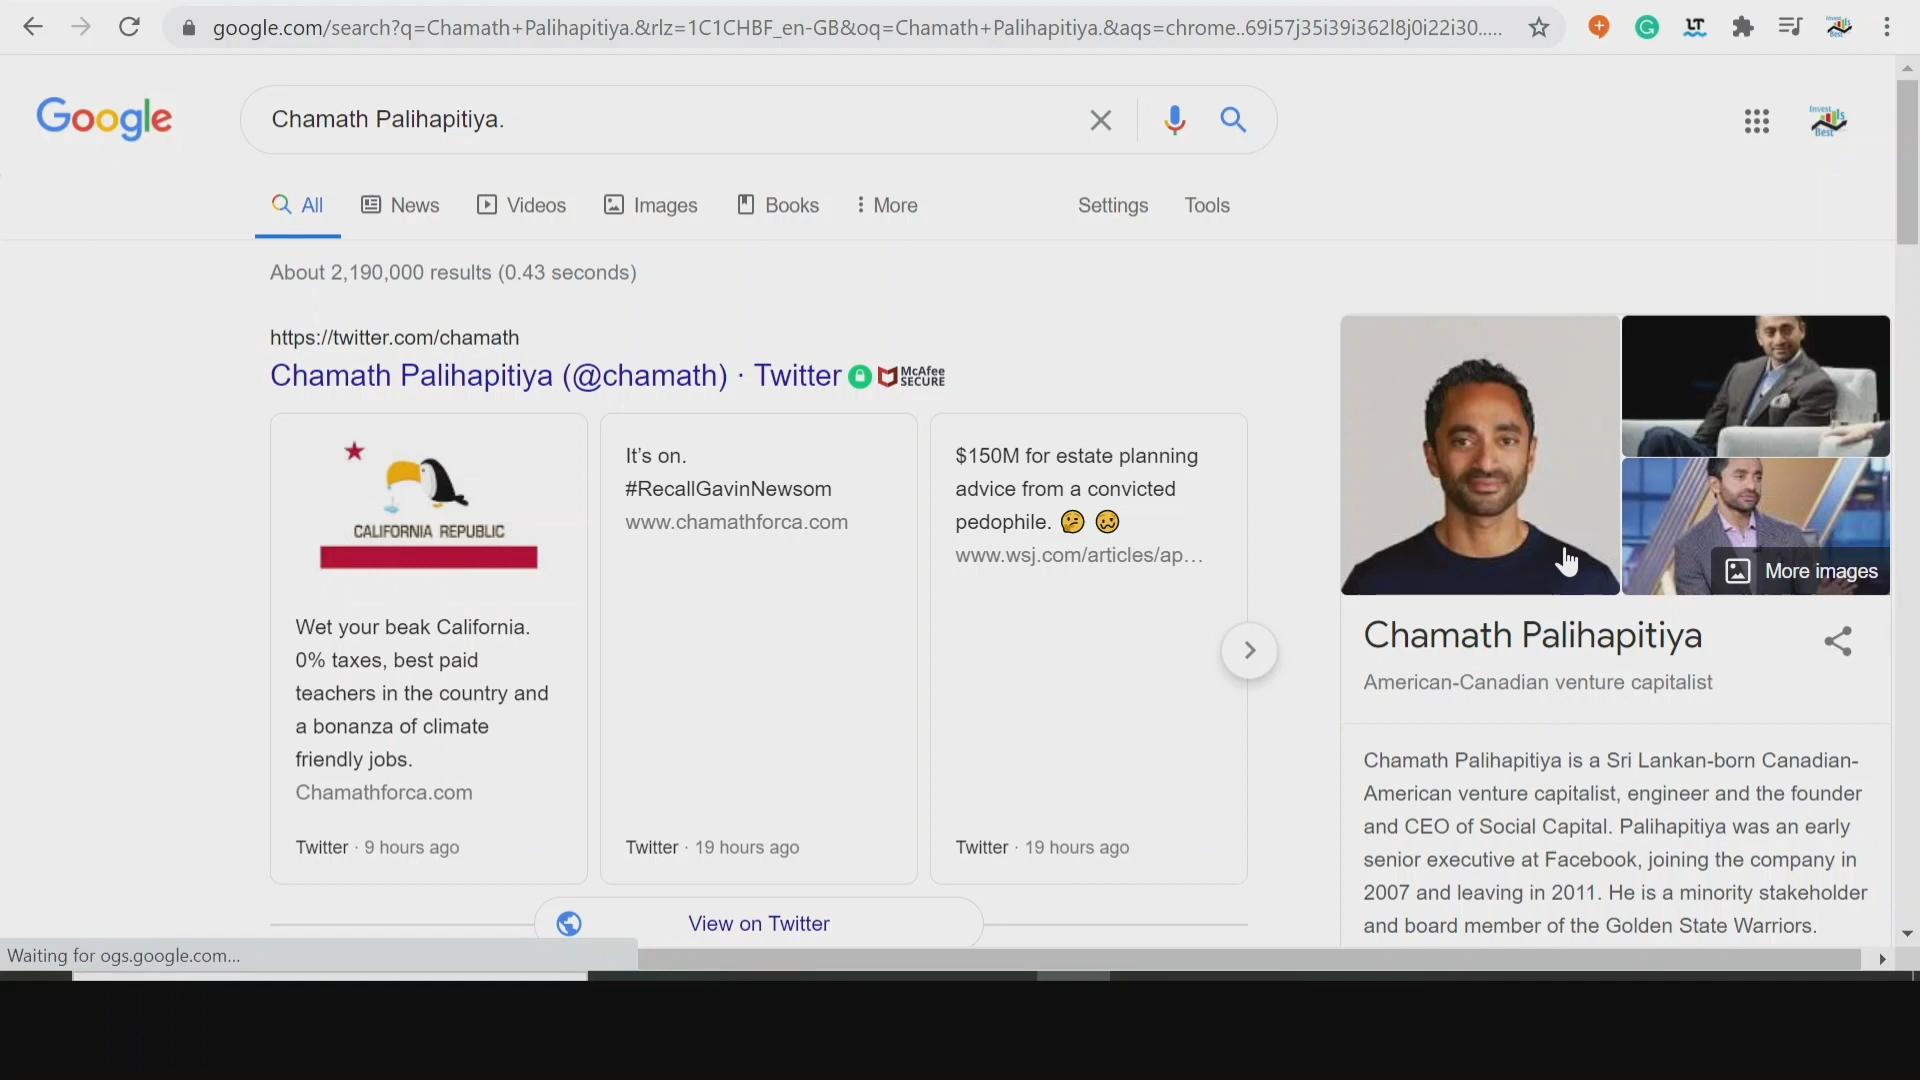 google.com/search?q=Chamath+Palihapitiya.&rlz=1C1CHBF_en-GB&oq=Chamath+Palihapitiya.&aqs=chrome..69i57j35i39i362l8j0i22i30.....
LT
Google
Chamath Palihapitiya.
Invest
Best
All
News
Videos
Images
Books
More
Settings
Tools
About 2,190,000 results (0.43 seconds)
https://twitter.com/chamath
Chamath Palihapitiya (@chamath) · Twitter
McAfee
SECURE
CALIFORNIA REPUBLIC
Wet your beak California.
0% taxes, best paid
teachers in the country and
a bonanza of climate
friendly jobs.
Chamathforca.com
Twitter · 9 hours ago
It's on.
#RecallGavinNewsom
www.chamathforca.com
Twitter · 19 hours ago
$150M for estate planning
advice from a convicted
pedophile. 🤔 🥴
www.wsj.com/articles/ap...
Twitter · 19 hours ago
View on Twitter
More images
Chamath Palihapitiya
American-Canadian venture capitalist
Chamath Palihapitiya is a Sri Lankan-born Canadian-
American venture capitalist, engineer and the founder
and CEO of Social Capital. Palihapitiya was an early
senior executive at Facebook, joining the company in
2007 and leaving in 2011. He is a minority stakeholder
and board member of the Golden State Warriors.
Waiting for ogs.google.com...